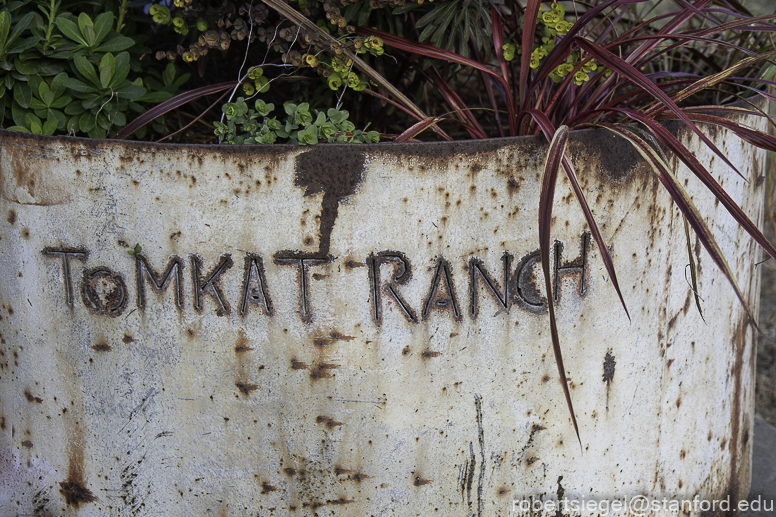 TOMKAT RANCH
robertsiegel@stanford.edu